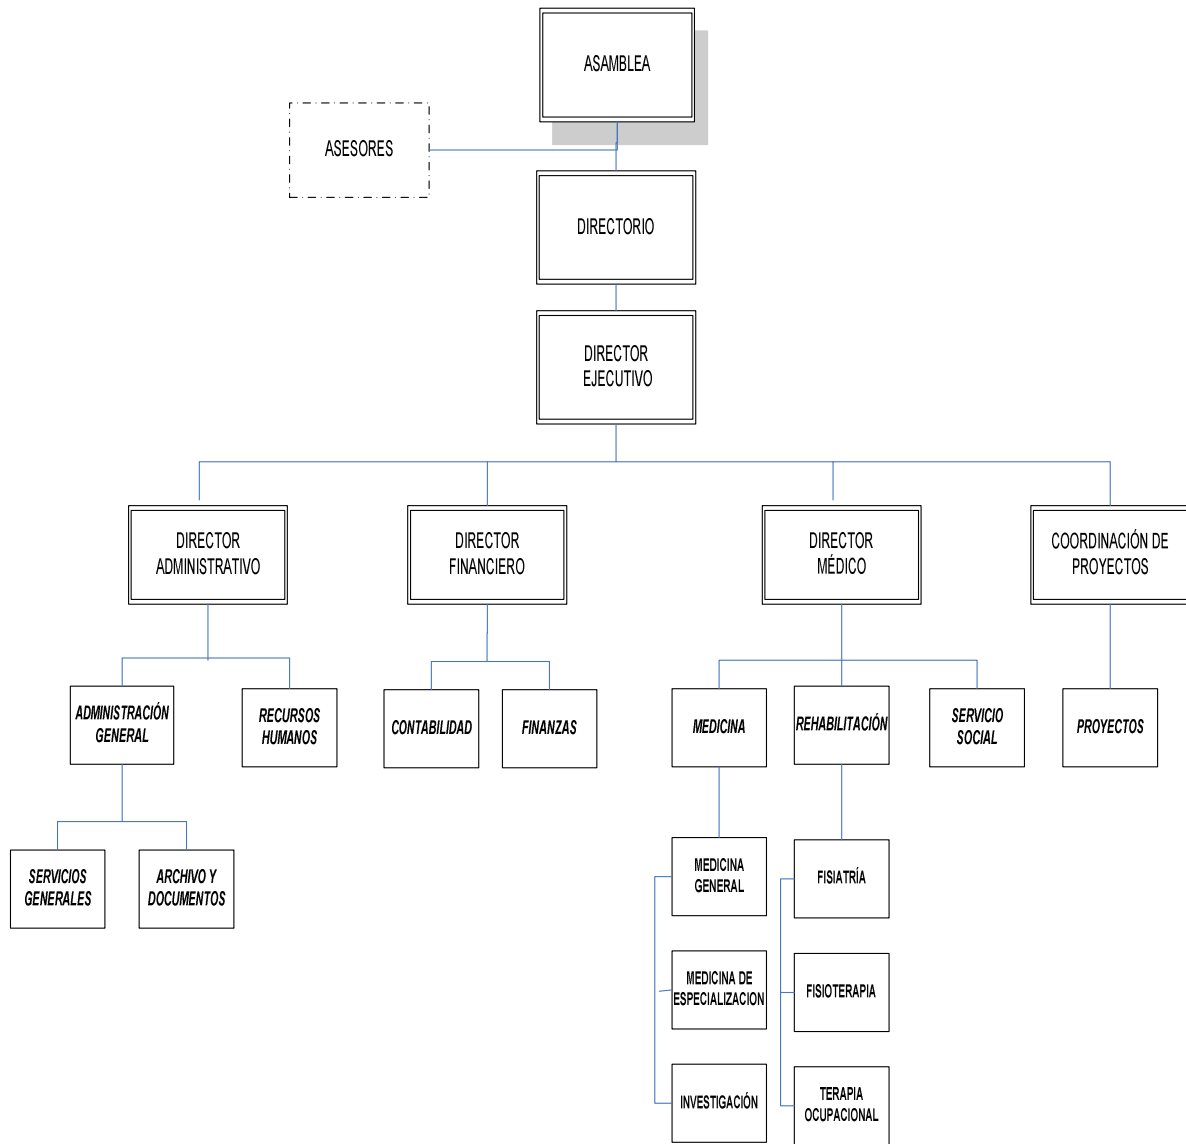 ASAMBLEA
ASESORES
DIRECTORIO
DIRECTOR
EJECUTIVO
DIRECTOR
ADMINISTRATIVO
DIRECTOR
FINANCIERO
DIRECTOR
MÉDICO
COORDINACIÓN DE
PROYECTOS
ADMINISTRACIÓN
GENERAL
RECURSOS
HUMANOS
CONTABILIDAD
FINANZAS
MEDICINA
REHABILITACIÓN
SERVICIO
SOCIAL
PROYECTOS
SERVICIOS
GENERALES
ARCHIVO Y
DOCUMENTOS
MEDICINA
GENERAL
FISIATRÍA
MEDICINA DE
ESPECIALIZACION
FISIOTERAPIA
INVESTIGACIÓN
TERAPIA
OCUPACIONAL